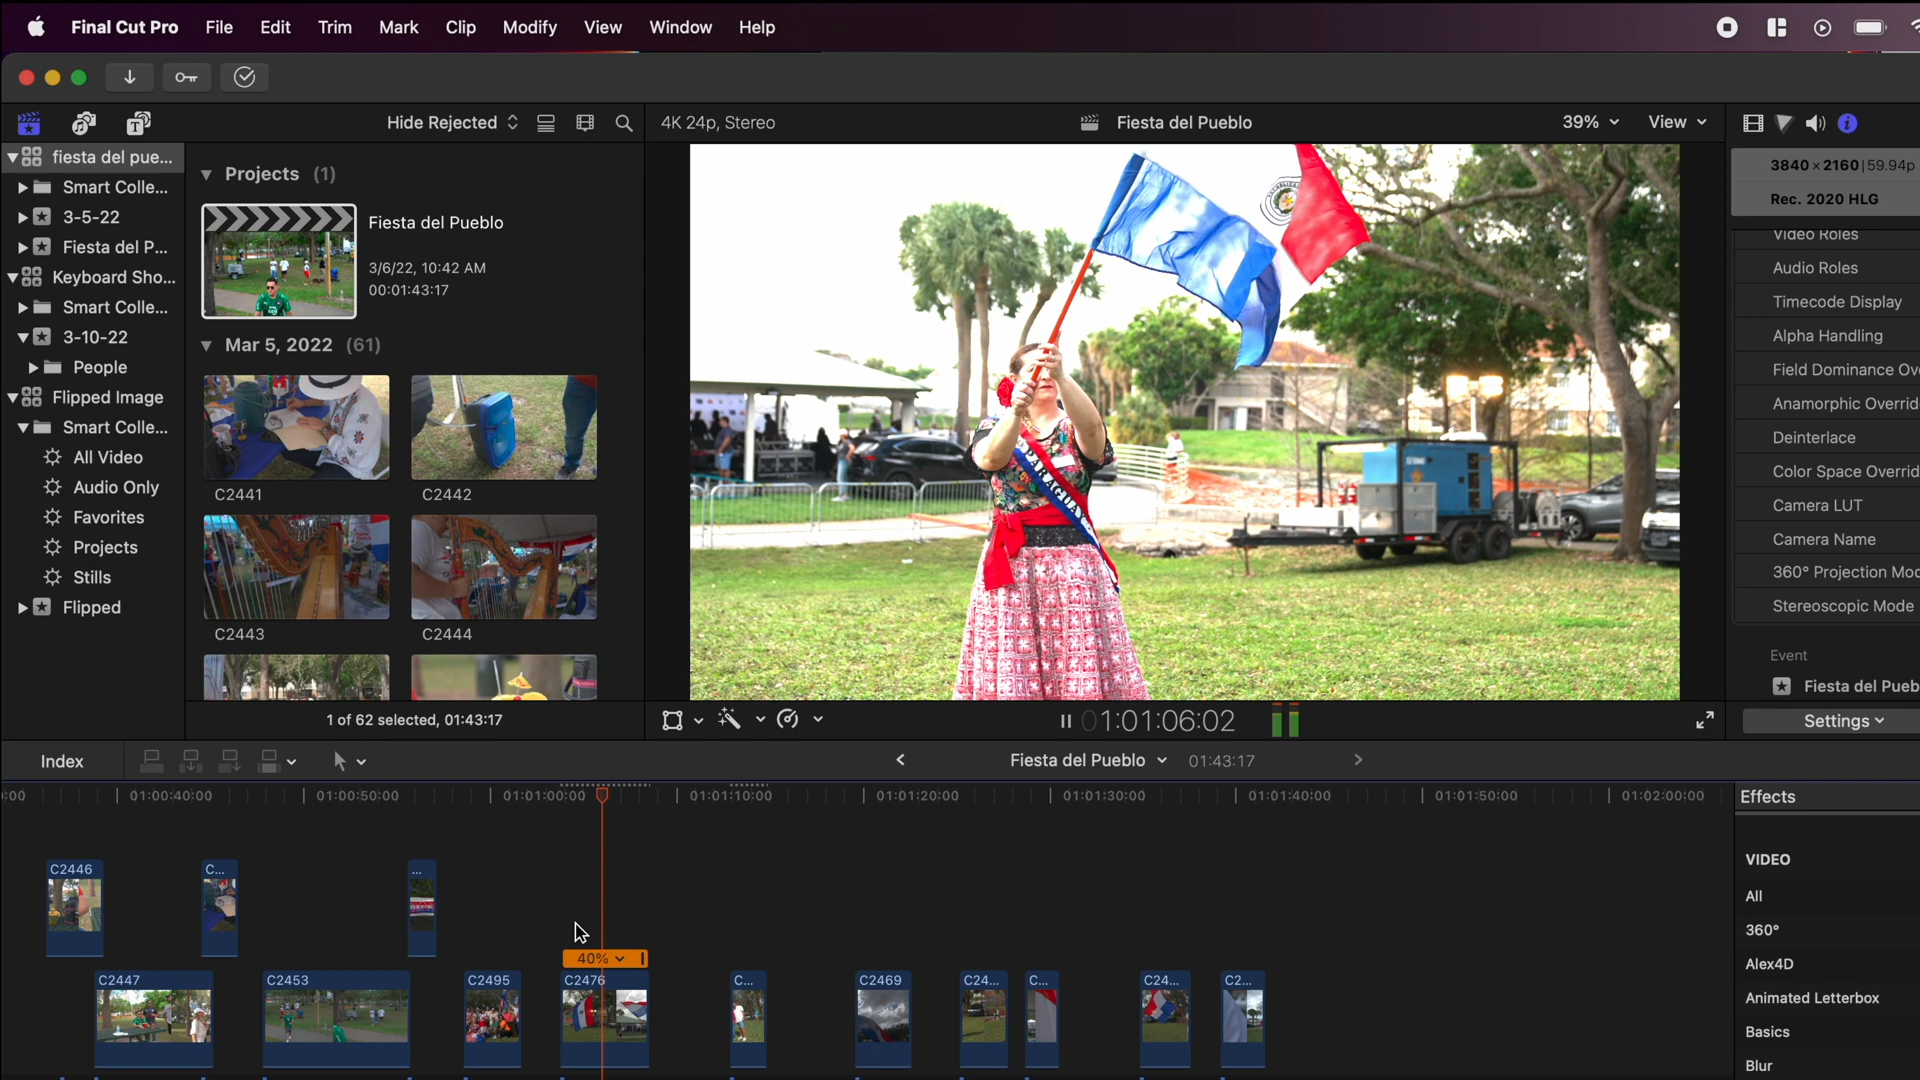 Final Cut Pro File Edit Trim Mark Clip Modify View Window Help
Hide Rejected
4K 24p, Stereo
Fiesta del Pueblo
39%
View
fiesta del pue...
Smart Colle...
3-5-22
Fiesta del P...
Keyboard Sho...
Smart Colle...
3-10-22
People
Flipped Image
Smart Colle...
All Video
Audio Only
Favorites
Projects
Stills
Flipped
Projects (1)
Fiesta del Pueblo
3/6/22, 10:42 AM
00:01:43:17
Mar 5, 2022 (61)
C2441
C2442
C2443
C2444
1 of 62 selected, 01:43:17
PARAGUAY
01:01:06:02
3840 × 2160 | 59.94p
Rec. 2020 HLG
Video Roles
Audio Roles
Timecode Display
Alpha Handling
Field Dominance Ov
Anamorphic Overrid
Deinterlace
Color Space Overrid
Camera LUT
Camera Name
360° Projection Mod
Stereoscopic Mode
Event
Fiesta del Pueb
Settings
Index
Fiesta del Pueblo
01:43:17
:00
01:00:40:00
01:00:50:00
01:01:00:00
01:01:10:00
01:01:20:00
01:01:30:00
01:01:40:00
01:01:50:00
01:02:00:00
C2446
C...
...
40%
C2447
C2453
C2495
C2476
C...
C2469
C24...
C...
C24...
C2...
Effects
VIDEO
All
360°
Alex4D
Animated Letterbox
Basics
Blur